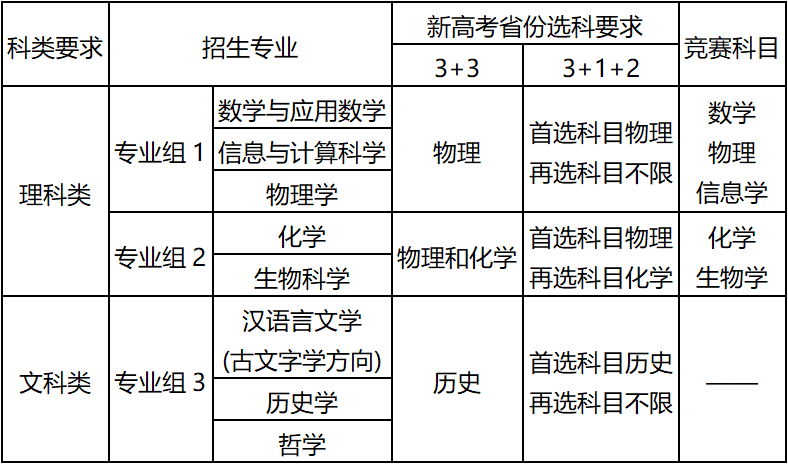 科类要求
招生专业
新高考省份选科要求
竞赛科目
3+3
3+1+2
理科类
专业组 1
数学与应用数学
信息与计算科学
物理学
物理
首选科目物理
再选科目不限
数学
物理
信息学
专业组 2
化学
生物科学
物理和化学
首选科目物理
再选科目化学
化学
生物学
文科类
专业组 3
汉语言文学
(古文字学方向)
历史学
哲学
历史
首选科目历史
再选科目不限
——